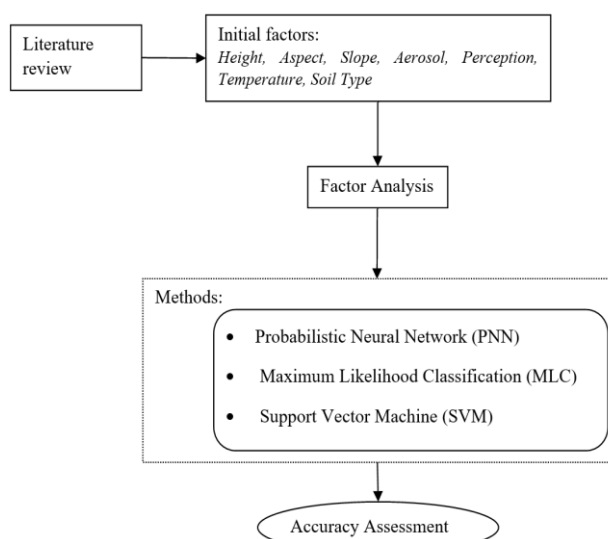 Literature
review
Initial factors:
Height, Aspect, Slope, Aerosol, Perception,
Temperature, Soil Type
Factor Analysis
Methods:
• Probabilistic Neural Network (PNN)
• Maximum Likelihood Classification (MLC)
• Support Vector Machine (SVM)
Accuracy Assessment